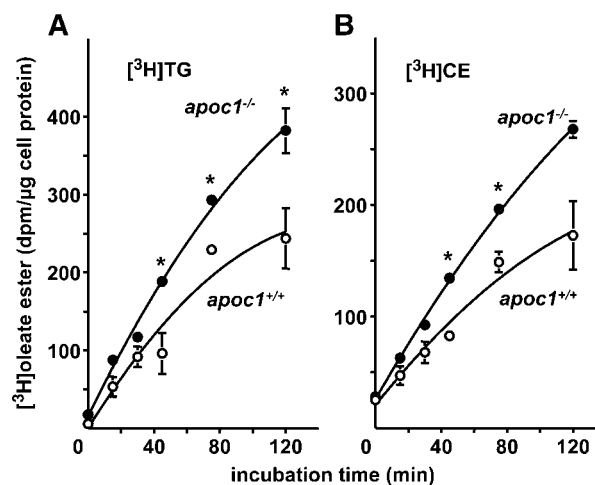 A
B
[³H]TG
[³H]CE
apoc1⁻/⁻
apoc1⁻/⁻
apoc1⁺/⁺
apoc1⁺/⁺
*
*
*
*
*
[³H]oleate ester (dpm/µg cell protein)
400
300
200
100
0
300
200
100
0 40 80 120
0 40 80 120
incubation time (min)